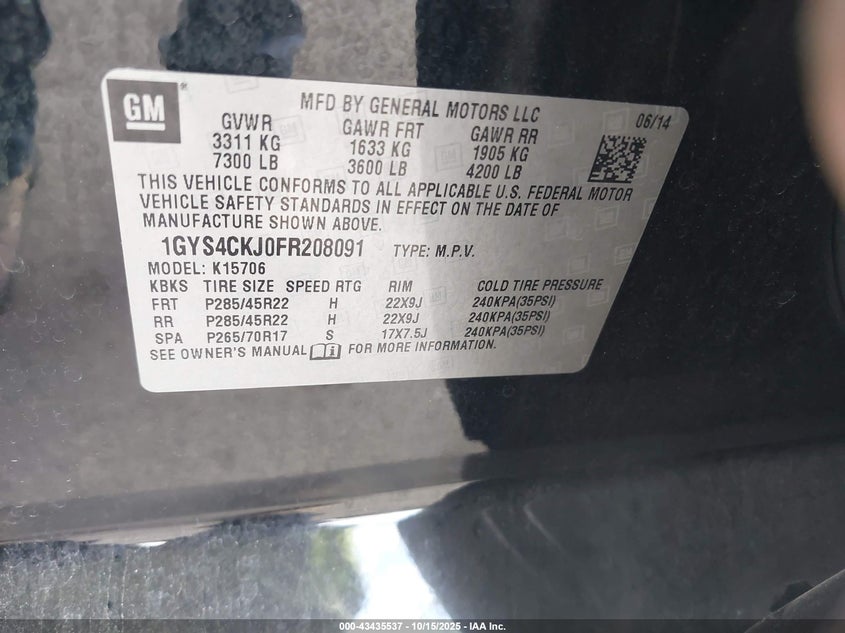 GM®
MFD BY GENERAL MOTORS LLC
06/14
GVWR GAWR FRT GAWR RR
3311 KG 1633 KG 1905 KG
7300 LB 3600 LB 4200 LB
THIS VEHICLE CONFORMS TO ALL APPLICABLE U.S. FEDERAL MOTOR
VEHICLE SAFETY STANDARDS IN EFFECT ON THE DATE OF
MANUFACTURE SHOWN ABOVE.
1GYS4CKJ0FR208091 TYPE: M.P.V.
MODEL: K15706
KBKS TIRE SIZE SPEED RTG RIM COLD TIRE PRESSURE
FRT P285/45R22 H 22X9J 240KPA(35PSI)
RR P285/45R22 H 22X9J 240KPA(35PSI)
SPA P265/70R17 S 17X7.5J 240KPA(35PSI)
SEE OWNER'S MANUAL FOR MORE INFORMATION.
000-43435537 - 10/15/2025 - IAA Inc.